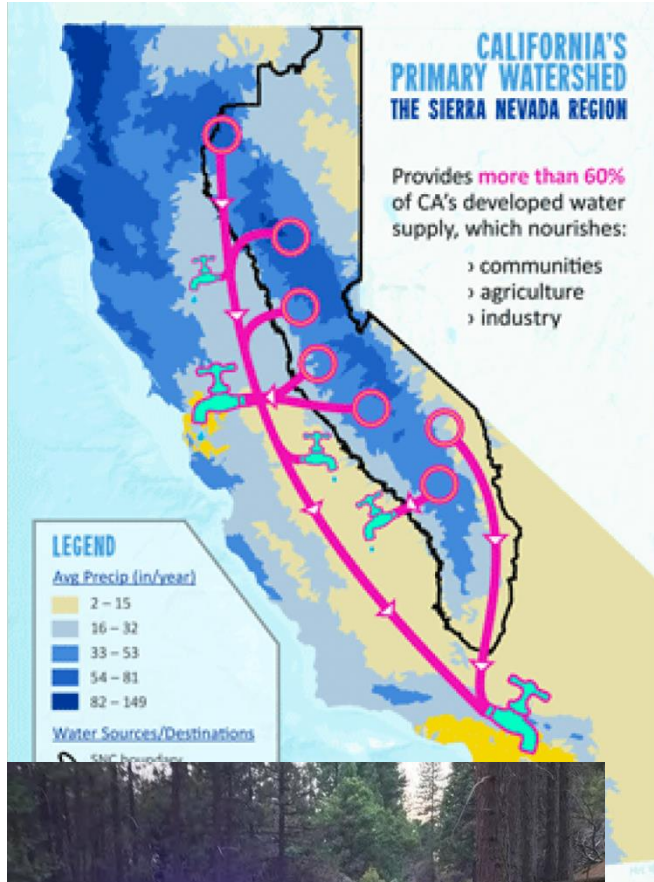 CALIFORNIA'S
PRIMARY WATERSHED
THE SIERRA NEVADA REGION
Provides more than 60%
of CA's developed water
supply, which nourishes:
› communities
› agriculture
› industry
LEGEND
Avg Precip (in/year)
2 – 15
16 – 32
33 – 53
54 – 81
82 – 149
Water Sources/Destinations
SNC boundary